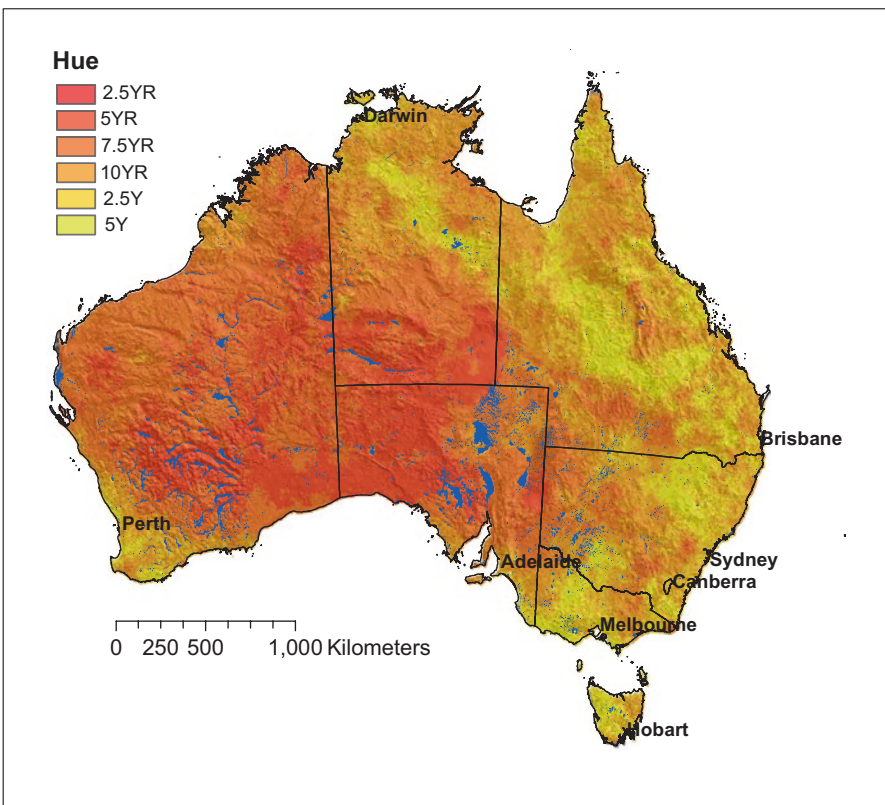 Hue
2.5YR
5YR
7.5YR
10YR
2.5Y
5Y
Darwin
Brisbane
Perth
Adelaide
Sydney
Canberra
Melbourne
0 250 500 1,000 Kilometers
Hobart